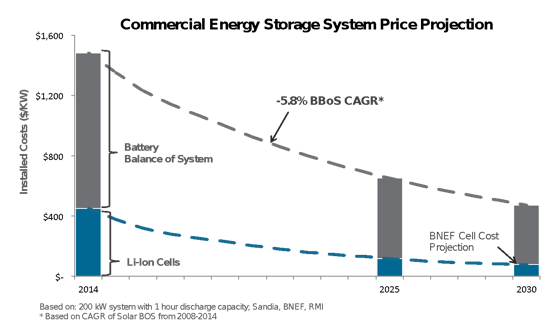 Commercial Energy Storage System Price Projection
$1,600
$1,200
$800
$400
$-
Installed Costs ($/KW)
-5.8% BBoS CAGR*
Battery
Balance of System
Li-Ion Cells
BNEF Cell Cost
Projection
2014
2025
2030
Based on: 200 kW system with 1 hour discharge capacity; Sandia, BNEF, RMI
* Based on CAGR of Solar BOS from 2008-2014